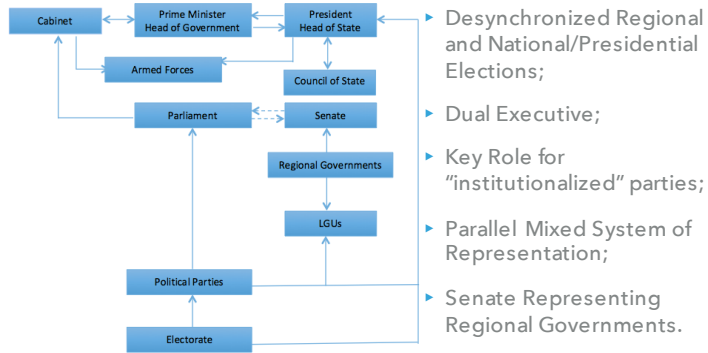 Cabinet
Prime Minister
Head of Government
President
Head of State
Armed Forces
Council of State
Parliament
Senate
Regional Governments
LGUs
Political Parties
Electorate
▸ Desynchronized Regional
and National/Presidential
Elections;
▸ Dual Executive;
▸ Key Role for
"institutionalized" parties;
▸ Parallel Mixed System of
Representation;
▸ Senate Representing
Regional Governments.